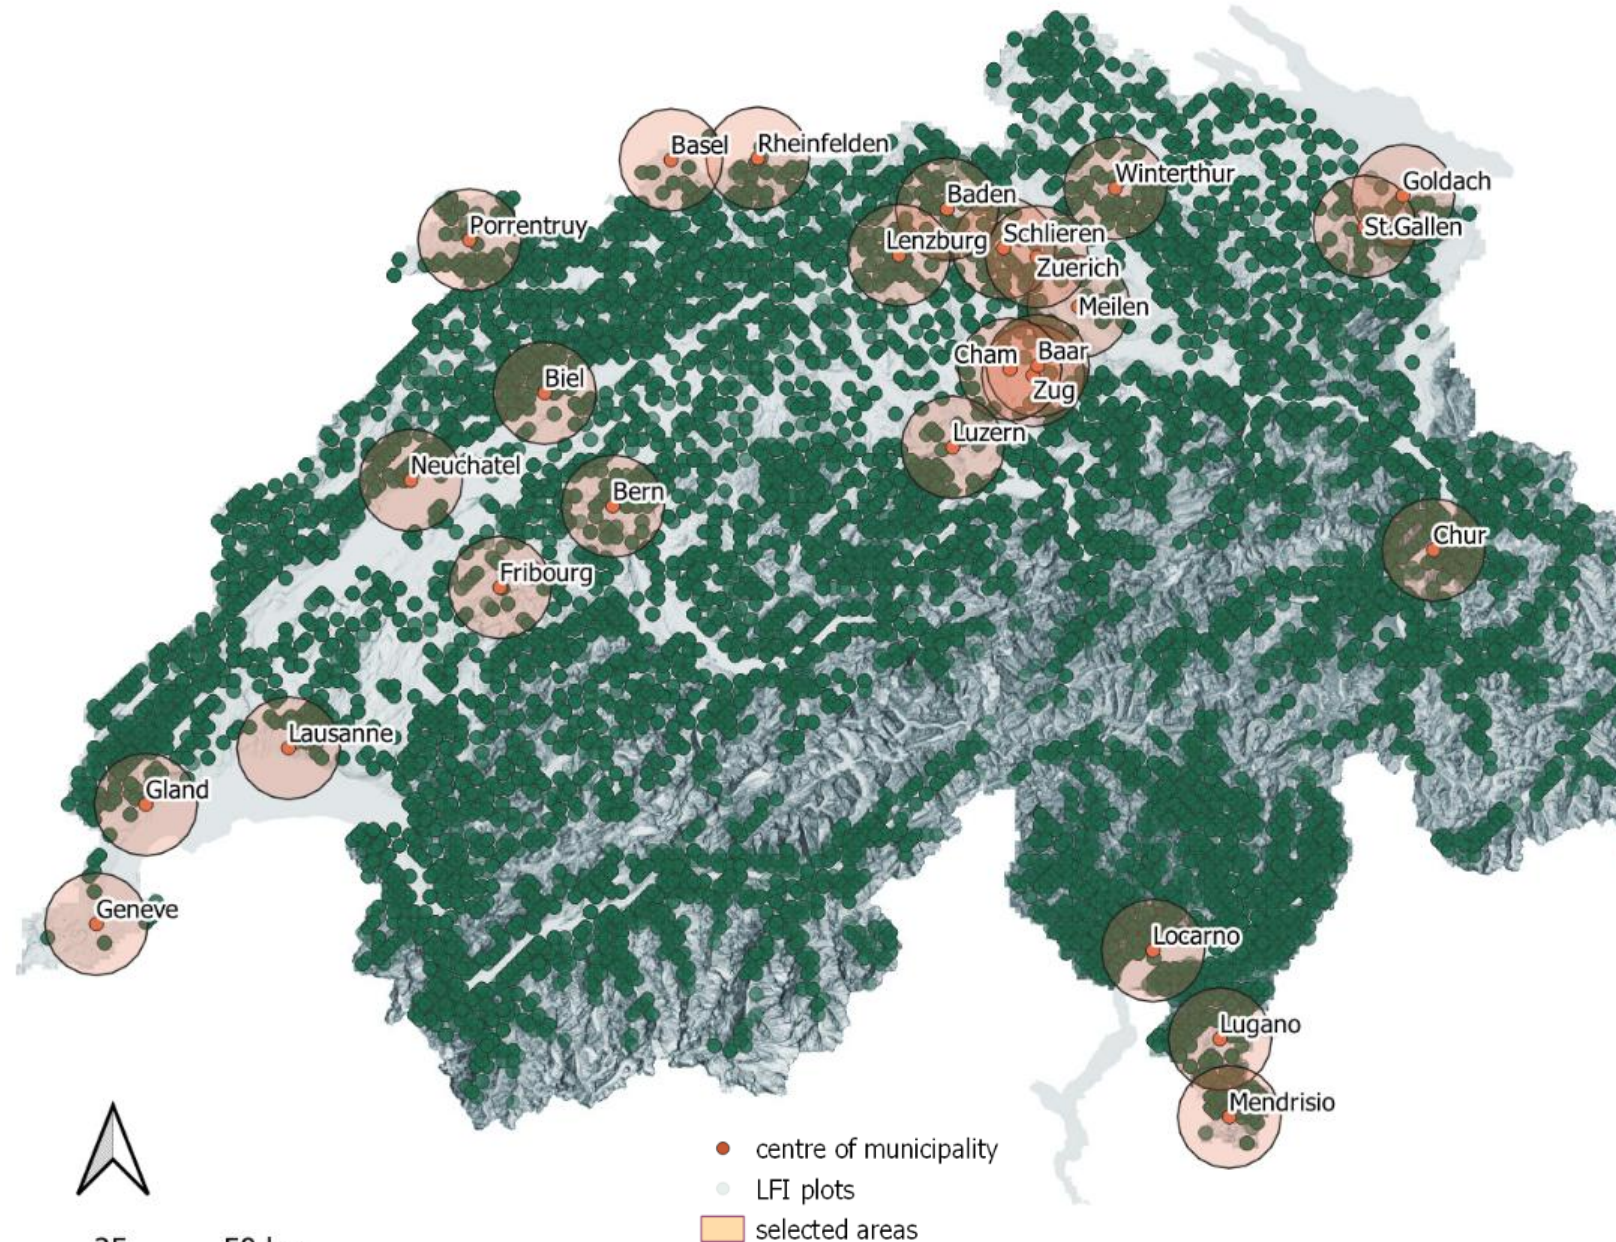 Basel
Rheinfelden
Winterthur
Goldach
Baden
Porrentruy
St.Gallen
Lenzburg
Schlieren
Zuerich
Meilen
Cham
Baar
Biel
Zug
Luzern
Neuchatel
Bern
Chur
Fribourg
Lausanne
Gland
Geneve
Locarno
Lugano
Mendrisio
centre of municipality
LFI plots
selected areas